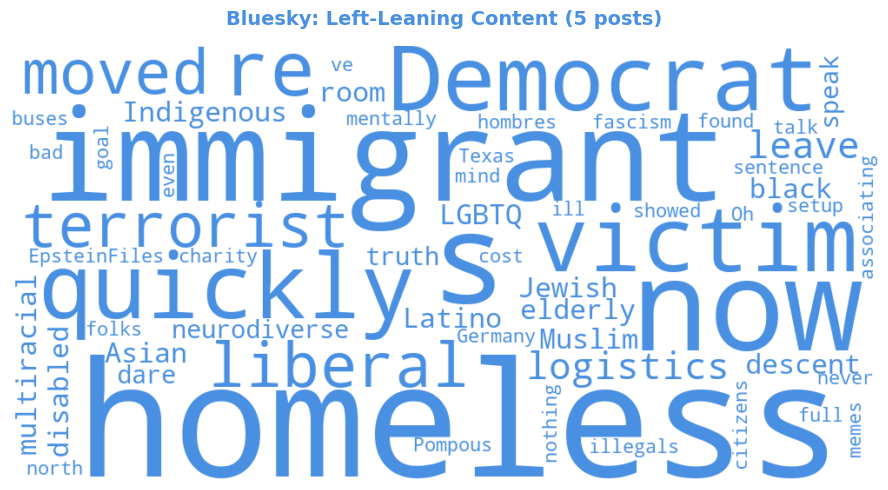 Bluesky: Left-Leaning Content (5 posts)
moved
re
ve
room
Democrat
speak
buses
Indigenous
mentally
hombres
fascism
found
talk
bad
goal
even
immigrant
Texas
mind
leave
sentence
black
associating
terrorist
LGBTQ
ill
showed
Oh
setup
victim
EpsteinFiles
charity
truth
s
cost
quickly
Jewish
elderly
now
multiracial
disabled
folks
neurodiverse
Latino
Germany
Muslim
Asian
dare
liberal
logistics
descent
never
homeless
Pompous
nothing
illegals
citizens
full
memes
north